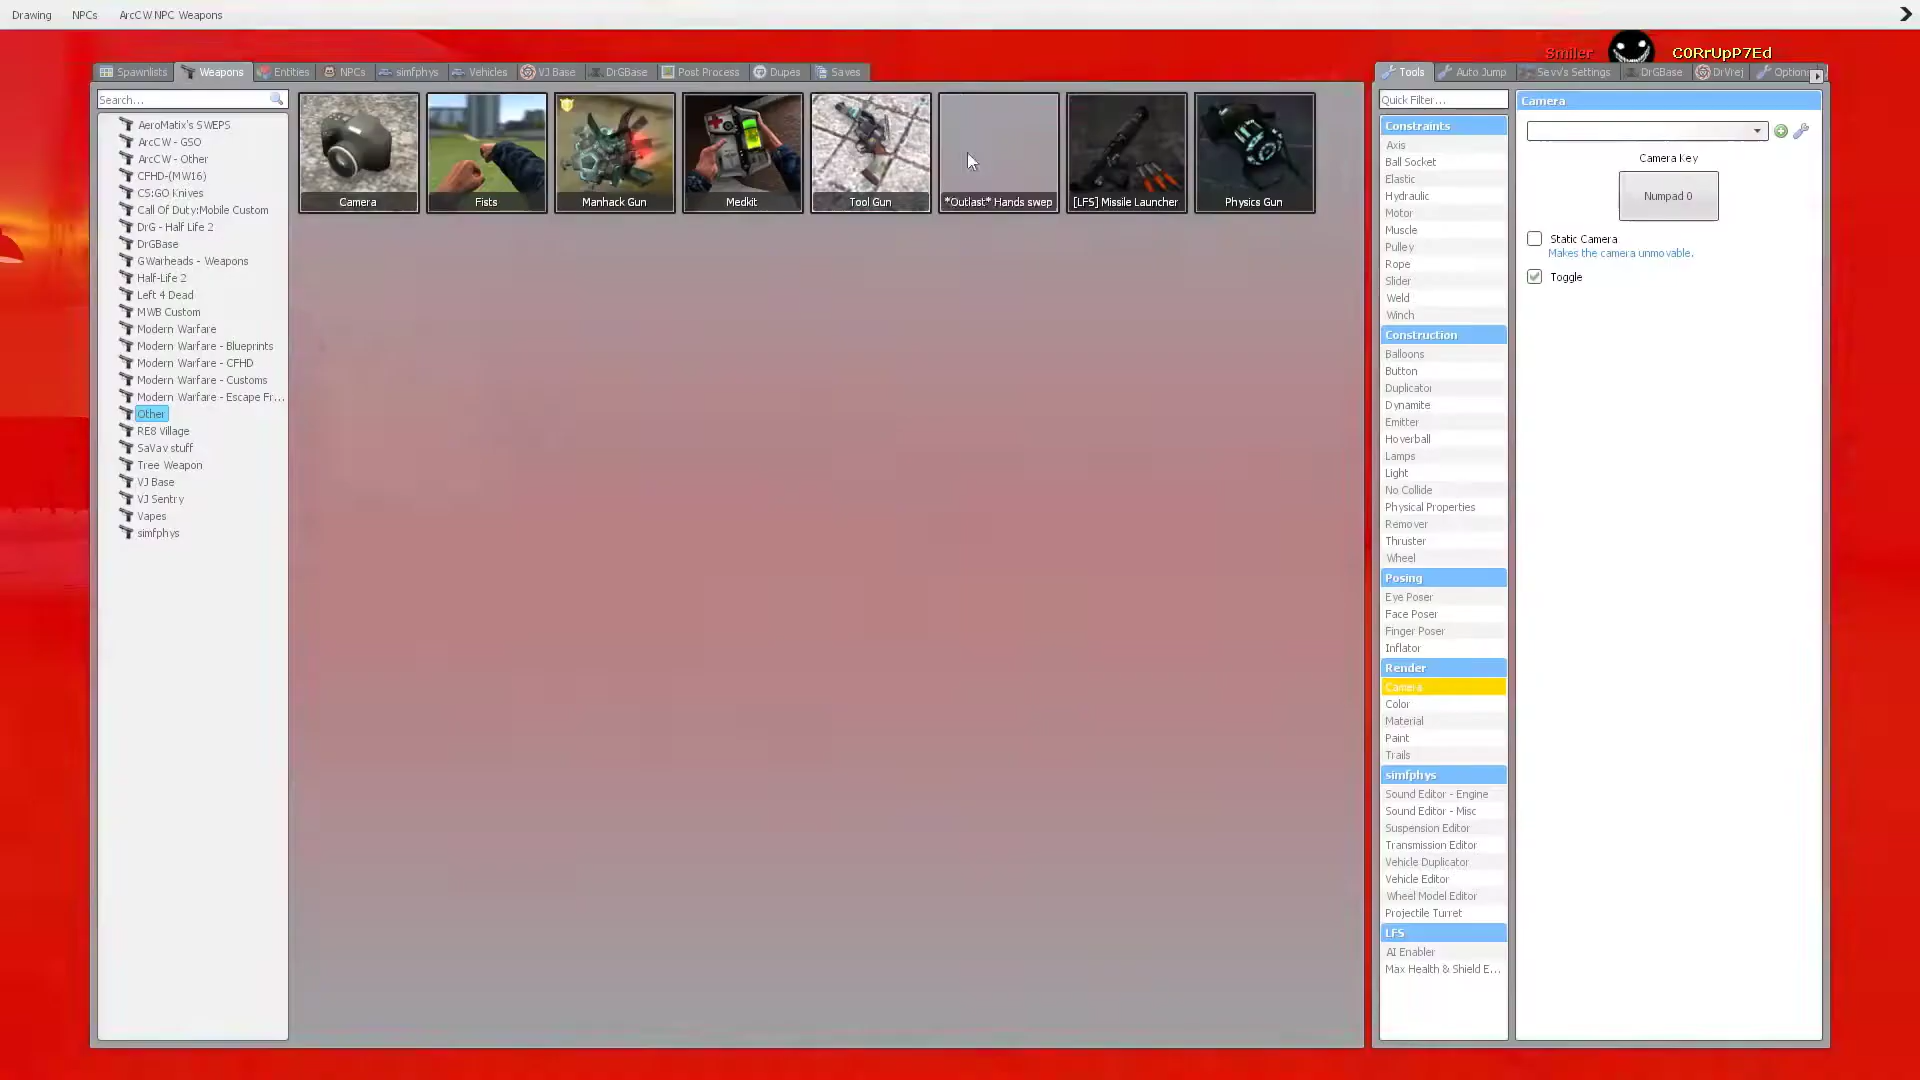 Drawing NPCs ArcCW NPC Weapons
Smiler C0RrUpP7Ed
Spawnlists Weapons Entities NPCs simfphys Vehicles VJ Base DrGBase Post Process Dupes Saves
Search...
AeroMatix's SWEPS
ArcCW - GSO
ArcCW - Other
CFHD-(MW16)
CS:GO Knives
Call Of Duty:Mobile Custom
DrG - Half Life 2
DrGBase
GWarheads - Weapons
Half-Life 2
Left 4 Dead
MWB Custom
Modern Warfare
Modern Warfare - Blueprints
Modern Warfare - CFHD
Modern Warfare - Customs
Modern Warfare - Escape Fr...
Other
RE8 Village
SaVav stuff
Tree Weapon
VJ Base
VJ Sentry
Vapes
simfphys
Camera
Fists
Manhack Gun
Medkit
Tool Gun
*Outlast* Hands swep
[LFS] Missile Launcher
Physics Gun
Tools Auto Jump Sevv's Settings DrGBase DrVrej Option
Quick Filter...
Constraints
Axis
Ball Socket
Elastic
Hydraulic
Motor
Muscle
Pulley
Rope
Slider
Weld
Winch
Construction
Balloons
Button
Duplicator
Dynamite
Emitter
Hoverball
Lamps
Light
No Collide
Physical Properties
Remover
Thruster
Wheel
Posing
Eye Poser
Face Poser
Finger Poser
Inflator
Render
Camera
Color
Material
Paint
Trails
simfphys
Sound Editor - Engine
Sound Editor - Misc
Suspension Editor
Transmission Editor
Vehicle Duplicator
Vehicle Editor
Wheel Model Editor
Projectile Turret
LFS
AI Enabler
Max Health & Shield E...
Camera
Camera Key
Numpad 0
Static Camera
Makes the camera unmovable.
Toggle